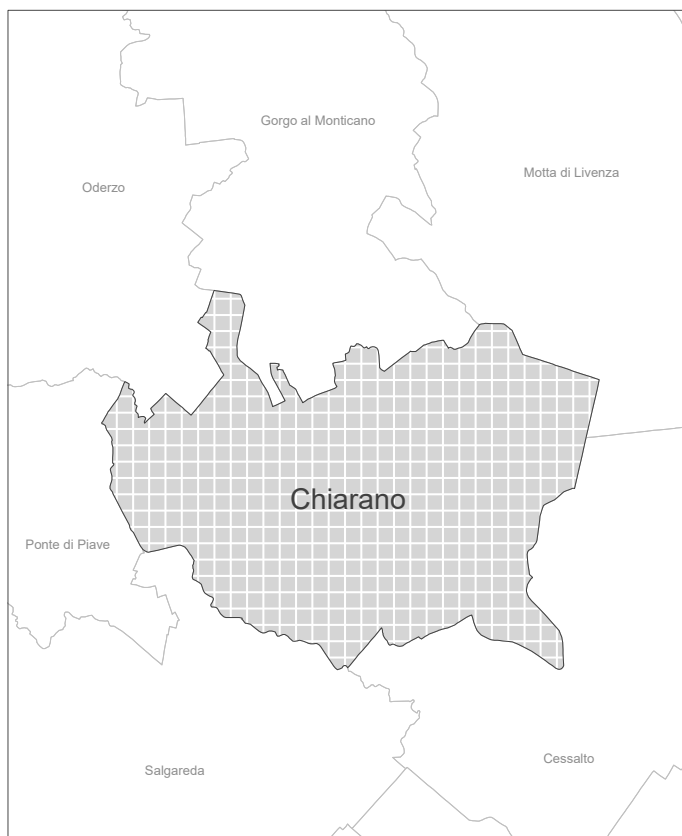 Gorgo al Monticano
Motta di Livenza
Oderzo
Chiarano
Ponte di Piave
Cessalto
Salgareda